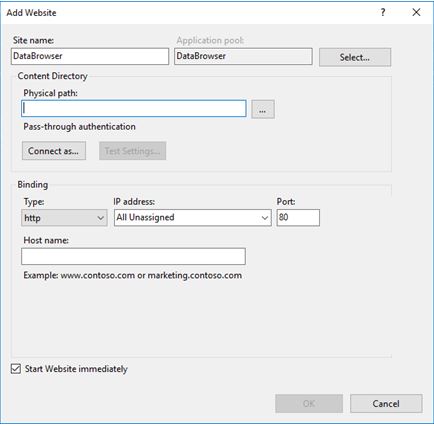 Add Website
? ×
Site name: Application pool:
DataBrowser DataBrowser Select...
Content Directory
Physical path:
...
Pass-through authentication
Connect as... Test Settings...
Binding
Type: IP address: Port:
http All Unassigned 80
Host name:
Example: www.contoso.com or marketing.contoso.com
Start Website immediately
OK Cancel